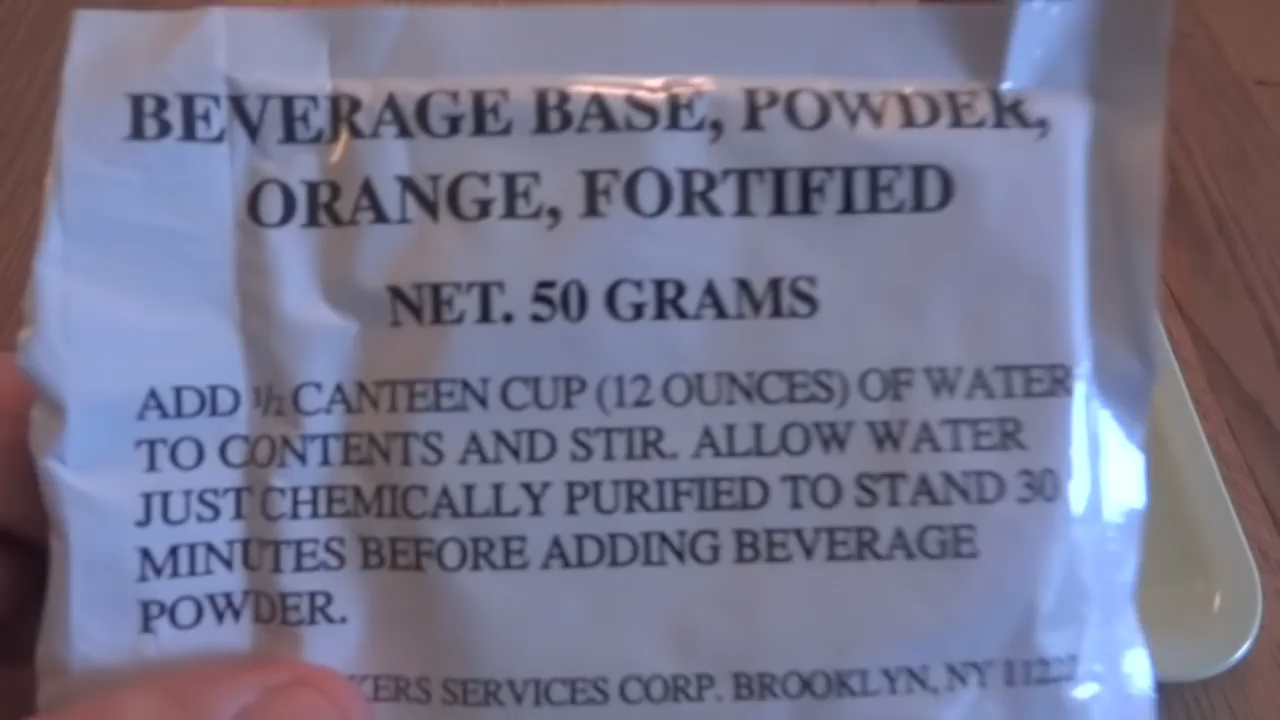 BEVERAGE BASE, POWDER,
ORANGE, FORTIFIED
NET. 50 GRAMS
ADD ½ CANTEEN CUP (12 OUNCES) OF WATER
TO CONTENTS AND STIR. ALLOW WATER
JUST CHEMICALLY PURIFIED TO STAND 30
MINUTES BEFORE ADDING BEVERAGE
POWDER.
SERVICES CORP. BROOKLYN, NY